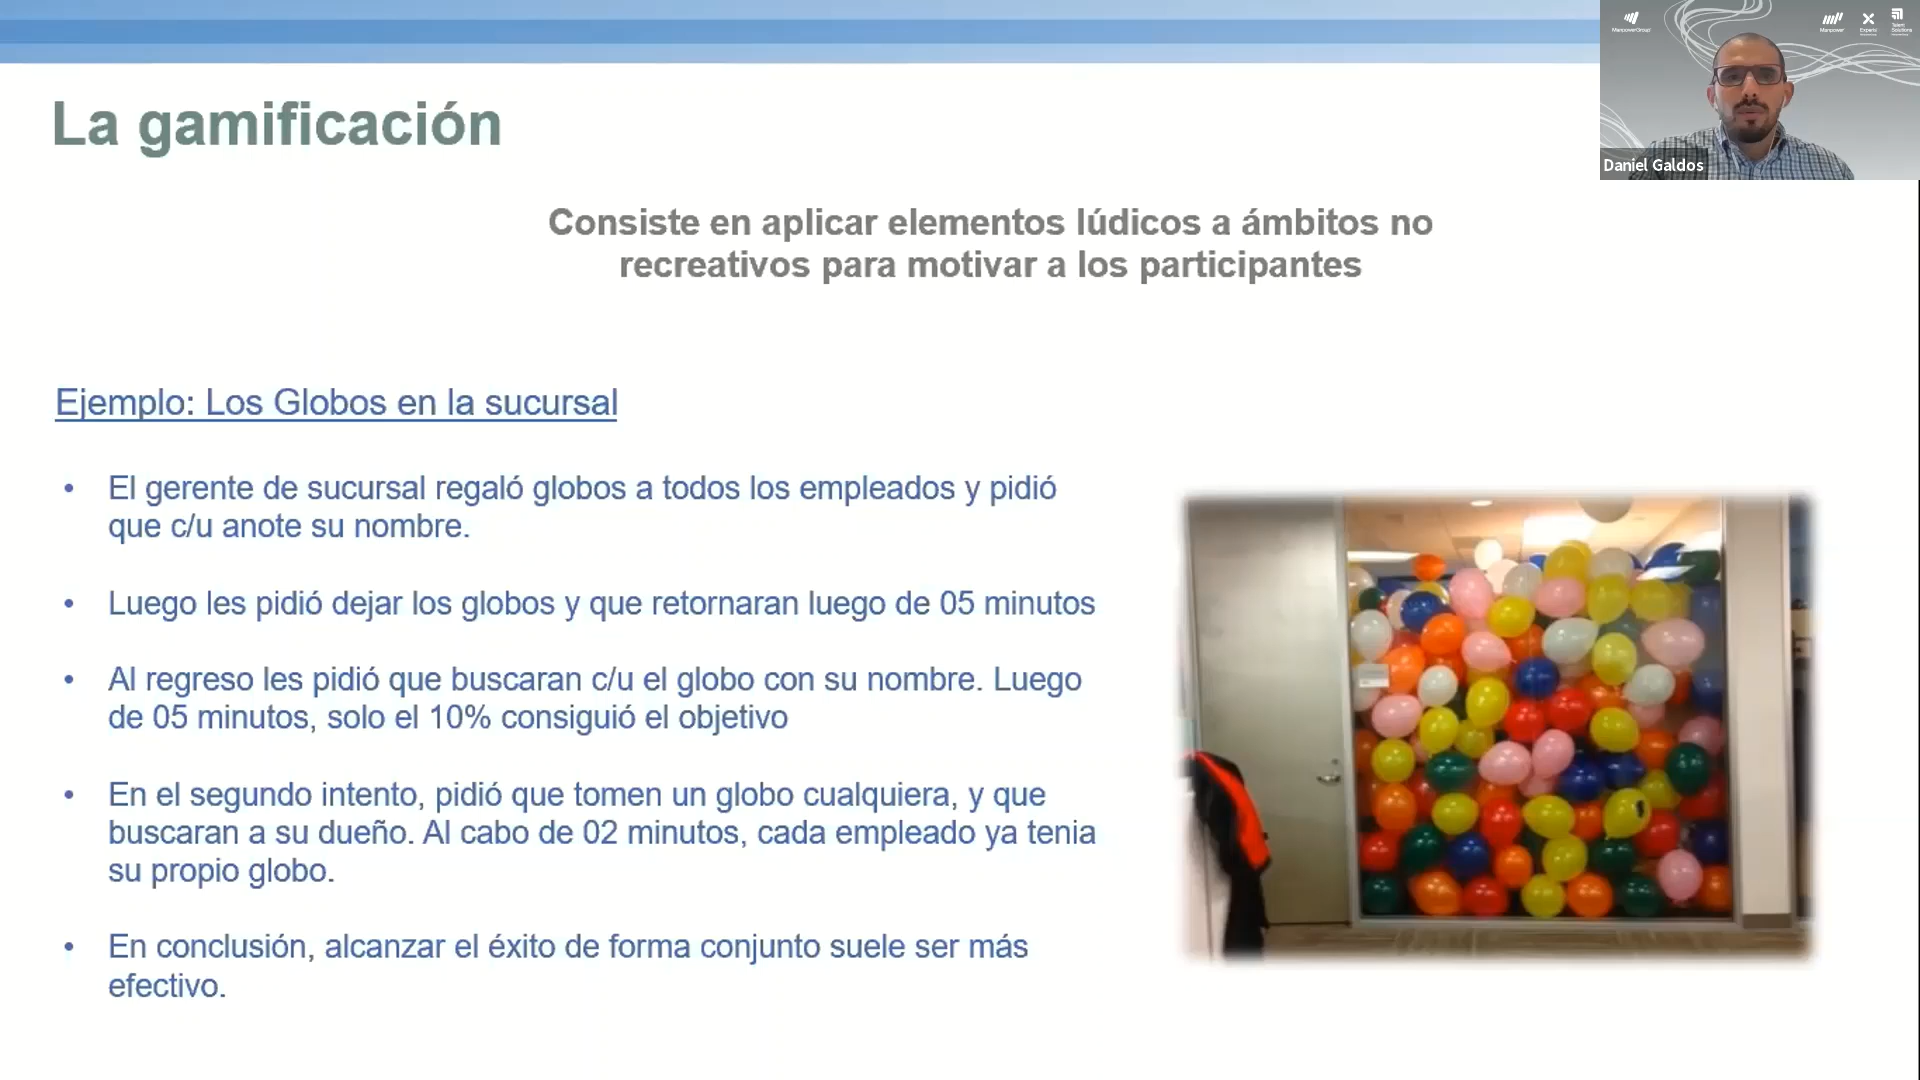 La gamificación
Consiste en aplicar elementos lúdicos a ámbitos no
recreativos para motivar a los participantes
Ejemplo: Los Globos en la sucursal
• El gerente de sucursal regaló globos a todos los empleados y pidió
que c/u anote su nombre.
• Luego les pidió dejar los globos y que retornaran luego de 05 minutos
• Al regreso les pidió que buscaran c/u el globo con su nombre. Luego
de 05 minutos, solo el 10% consiguió el objetivo
• En el segundo intento, pidió que tomen un globo cualquiera, y que
buscaran a su dueño. Al cabo de 02 minutos, cada empleado ya tenia
su propio globo.
• En conclusión, alcanzar el éxito de forma conjunto suele ser más
efectivo.
ManpowerGroup
Manpower
Experis
Talent
Solutions
Daniel Galdos